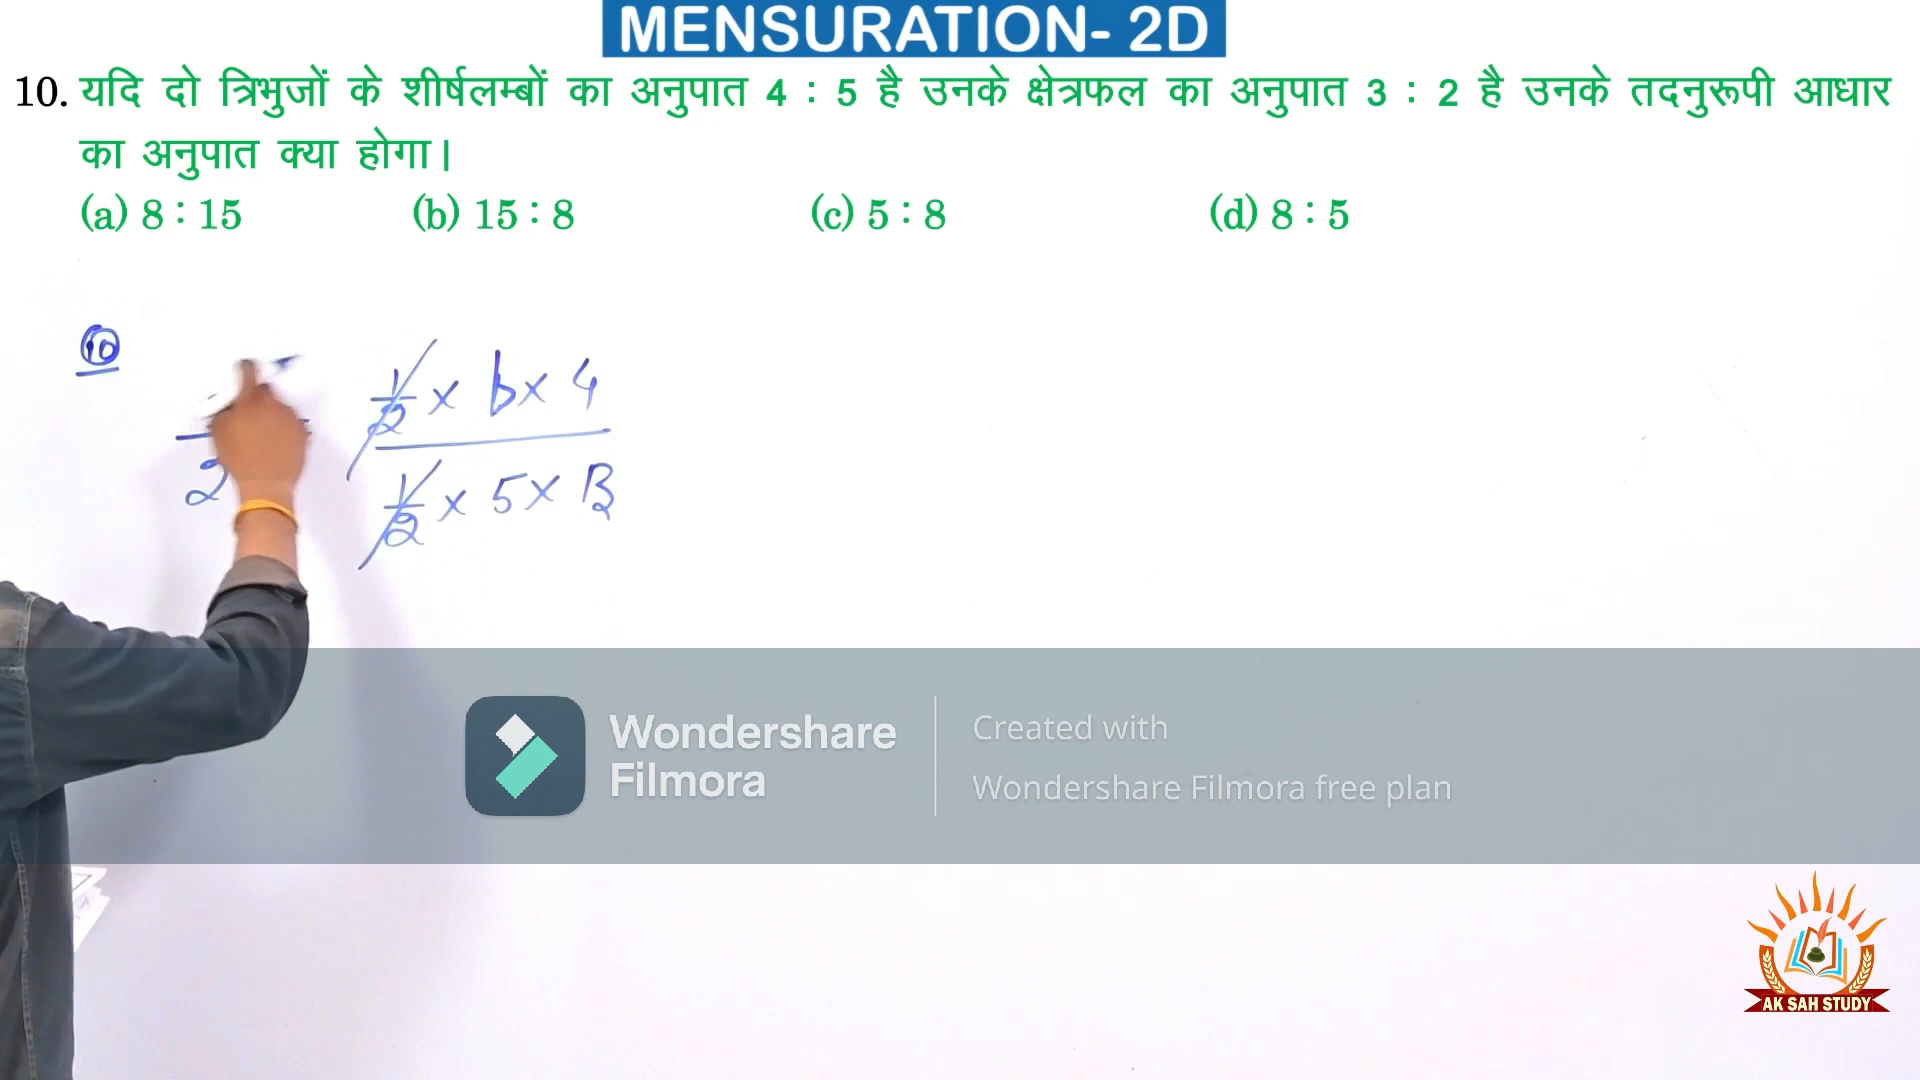 MENSURATION- 2D
10. यदि दो त्रिभुजों के शीर्षलम्बों का अनुपात 4 : 5 है उनके क्षेत्रफल का अनुपात 3 : 2 है उनके तदनुरूपी आधार
का अनुपात क्या होगा।
(a) 8 : 15 (b) 15 : 8 (c) 5 : 8 (d) 8 : 5
10
1/2 × b × 4
2
1/2 × 5 × B
Wondershare
Filmora
Created with
Wondershare Filmora free plan
AK SAH STUDY